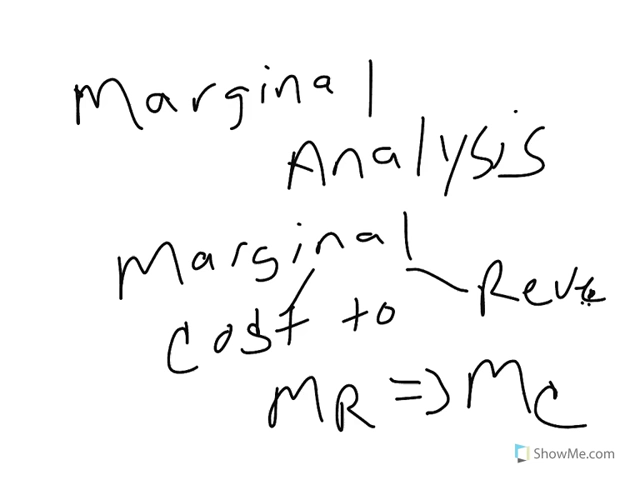 Marginal
Analysis
Marginal
Reve
Cost to
MR => MC
ShowMe.com